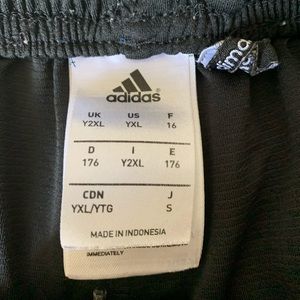 adidas
UK US F
Y2XL YXL 16
D I E
176 Y2XL 176
CDN J
YXL/YTG S
MADE IN INDONESIA
IMMEDIATELY